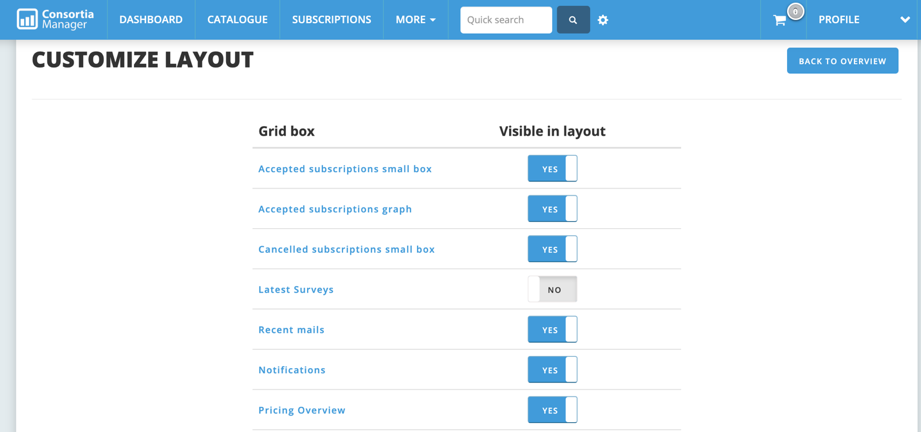 Consortia
Manager
DASHBOARD
CATALOGUE
SUBSCRIPTIONS
MORE
Quick search
0
PROFILE
CUSTOMIZE LAYOUT
BACK TO OVERVIEW
Grid box Visible in layout
Accepted subscriptions small box YES
Accepted subscriptions graph YES
Cancelled subscriptions small box YES
Latest Surveys NO
Recent mails YES
Notifications YES
Pricing Overview YES